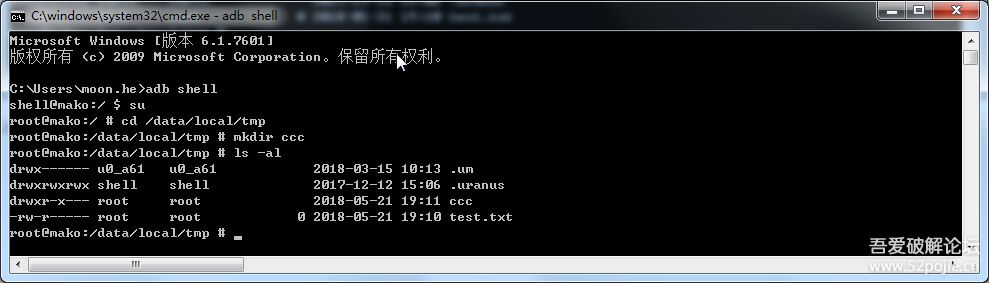 C:\windows\system32\cmd.exe - adb shell
Microsoft Windows [版本 6.1.7601]
版权所有 (c) 2009 Microsoft Corporation。保留所有权利。
C:\Users\moon.he>adb shell
shell@mako:/ $ su
root@mako:/ # cd /data/local/tmp
root@mako:/data/local/tmp # mkdir ccc
root@mako:/data/local/tmp # ls -al
drwx------ u0_a61   u0_a61            2018-03-15 10:13 .um
drwxrwxrwx shell    shell             2017-12-12 15:06 .uranus
drwxr-x--- root     root              2018-05-21 19:11 ccc
-rw-r----- root     root            0 2018-05-21 19:10 test.txt
root@mako:/data/local/tmp # _
吾爱破解论坛
www.52pojie.cn